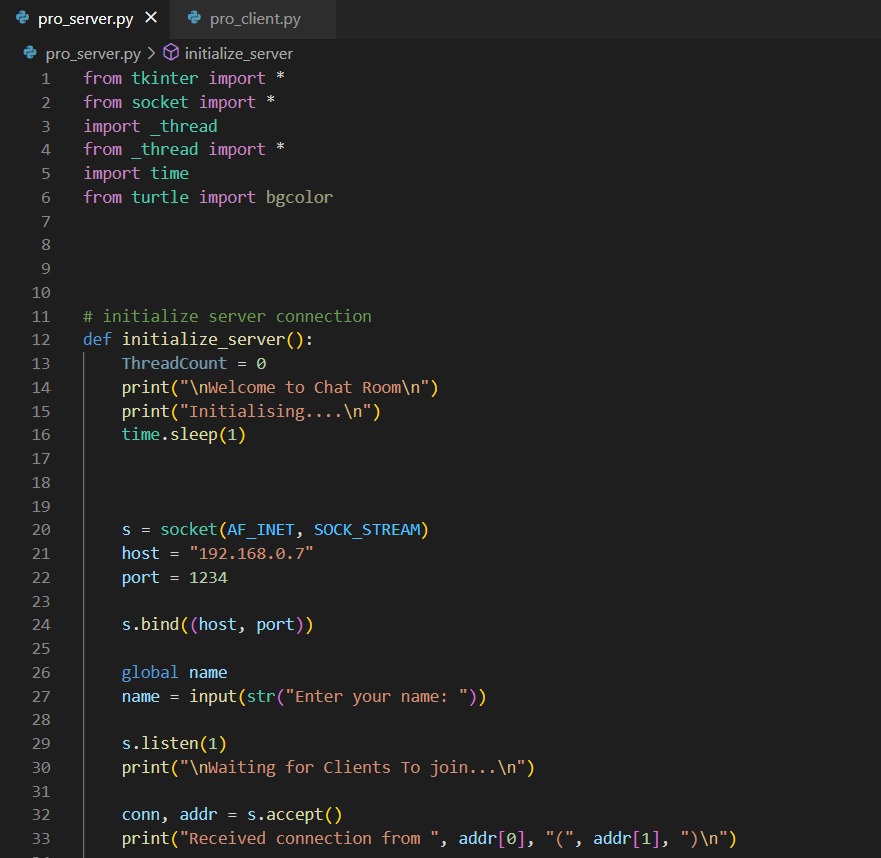 pro_server.py × pro_client.py
pro_server.py > initialize_server
1 from tkinter import *
2 from socket import *
3 import _thread
4 from _thread import *
5 import time
6 from turtle import bgcolor
7
8
9
10
11 # initialize server connection
12 def initialize_server():
13     ThreadCount = 0
14     print("\nWelcome to Chat Room\n")
15     print("Initialising....\n")
16     time.sleep(1)
17
18
19
20     s = socket(AF_INET, SOCK_STREAM)
21     host = "192.168.0.7"
22     port = 1234
23
24     s.bind((host, port))
25
26     global name
27     name = input(str("Enter your name: "))
28
29     s.listen(1)
30     print("\nWaiting for Clients To join...\n")
31
32     conn, addr = s.accept()
33     print("Received connection from ", addr[0], "(", addr[1], ")\n")